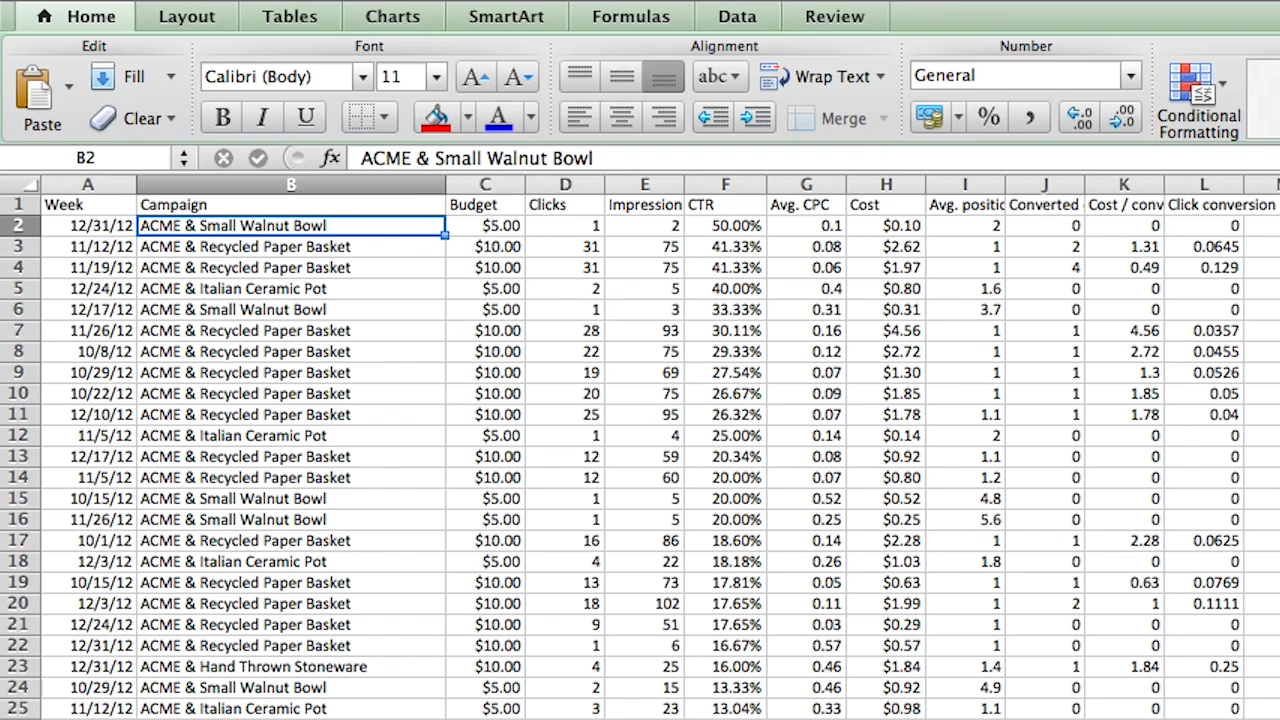 Home Layout Tables Charts SmartArt Formulas Data Review
Edit Font Alignment Number
Fill Calibri (Body) 11 A A abc Wrap Text General
Paste Clear B I U A Merge % , .0 .00 .00 .0 Conditional Formatting
B2 fx ACME & Small Walnut Bowl
A B C D E F G H I J K L
1 Week Campaign Budget Clicks Impression CTR Avg. CPC Cost Avg. positic Converted Cost / conv Click conversion
2 12/31/12 ACME & Small Walnut Bowl $5.00 1 2 50.00% 0.1 $0.10 2 0 0 0
3 11/12/12 ACME & Recycled Paper Basket $10.00 31 75 41.33% 0.08 $2.62 1 2 1.31 0.0645
4 11/19/12 ACME & Recycled Paper Basket $10.00 31 75 41.33% 0.06 $1.97 1 4 0.49 0.129
5 12/24/12 ACME & Italian Ceramic Pot $5.00 2 5 40.00% 0.4 $0.80 1.6 0 0 0
6 12/17/12 ACME & Small Walnut Bowl $5.00 1 3 33.33% 0.31 $0.31 3.7 0 0 0
7 11/26/12 ACME & Recycled Paper Basket $10.00 28 93 30.11% 0.16 $4.56 1 1 4.56 0.0357
8 10/8/12 ACME & Recycled Paper Basket $10.00 22 75 29.33% 0.12 $2.72 1 1 2.72 0.0455
9 10/29/12 ACME & Recycled Paper Basket $10.00 19 69 27.54% 0.07 $1.30 1 1 1.3 0.0526
10 10/22/12 ACME & Recycled Paper Basket $10.00 20 75 26.67% 0.09 $1.85 1 1 1.85 0.05
11 12/10/12 ACME & Recycled Paper Basket $10.00 25 95 26.32% 0.07 $1.78 1.1 1 1.78 0.04
12 11/5/12 ACME & Italian Ceramic Pot $5.00 1 4 25.00% 0.14 $0.14 2 0 0 0
13 12/17/12 ACME & Recycled Paper Basket $10.00 12 59 20.34% 0.08 $0.92 1.1 0 0 0
14 11/5/12 ACME & Recycled Paper Basket $10.00 12 60 20.00% 0.07 $0.80 1.2 0 0 0
15 10/15/12 ACME & Small Walnut Bowl $5.00 1 5 20.00% 0.52 $0.52 4.8 0 0 0
16 11/26/12 ACME & Small Walnut Bowl $5.00 1 5 20.00% 0.25 $0.25 5.6 0 0 0
17 10/1/12 ACME & Recycled Paper Basket $10.00 16 86 18.60% 0.14 $2.28 1 1 2.28 0.0625
18 12/3/12 ACME & Italian Ceramic Pot $5.00 4 22 18.18% 0.26 $1.03 1.8 0 0 0
19 10/15/12 ACME & Recycled Paper Basket $10.00 13 73 17.81% 0.05 $0.63 1 1 0.63 0.0769
20 12/3/12 ACME & Recycled Paper Basket $10.00 18 102 17.65% 0.11 $1.99 1 2 1 0.1111
21 12/24/12 ACME & Recycled Paper Basket $10.00 9 51 17.65% 0.03 $0.29 1 0 0 0
22 12/31/12 ACME & Recycled Paper Basket $10.00 1 6 16.67% 0.57 $0.57 1 0 0 0
23 12/31/12 ACME & Hand Thrown Stoneware $10.00 4 25 16.00% 0.46 $1.84 1.4 1 1.84 0.25
24 10/29/12 ACME & Small Walnut Bowl $5.00 2 15 13.33% 0.46 $0.92 4.9 0 0 0
25 11/12/12 ACME & Italian Ceramic Pot $5.00 3 23 13.04% 0.33 $0.98 1.1 0 0 0